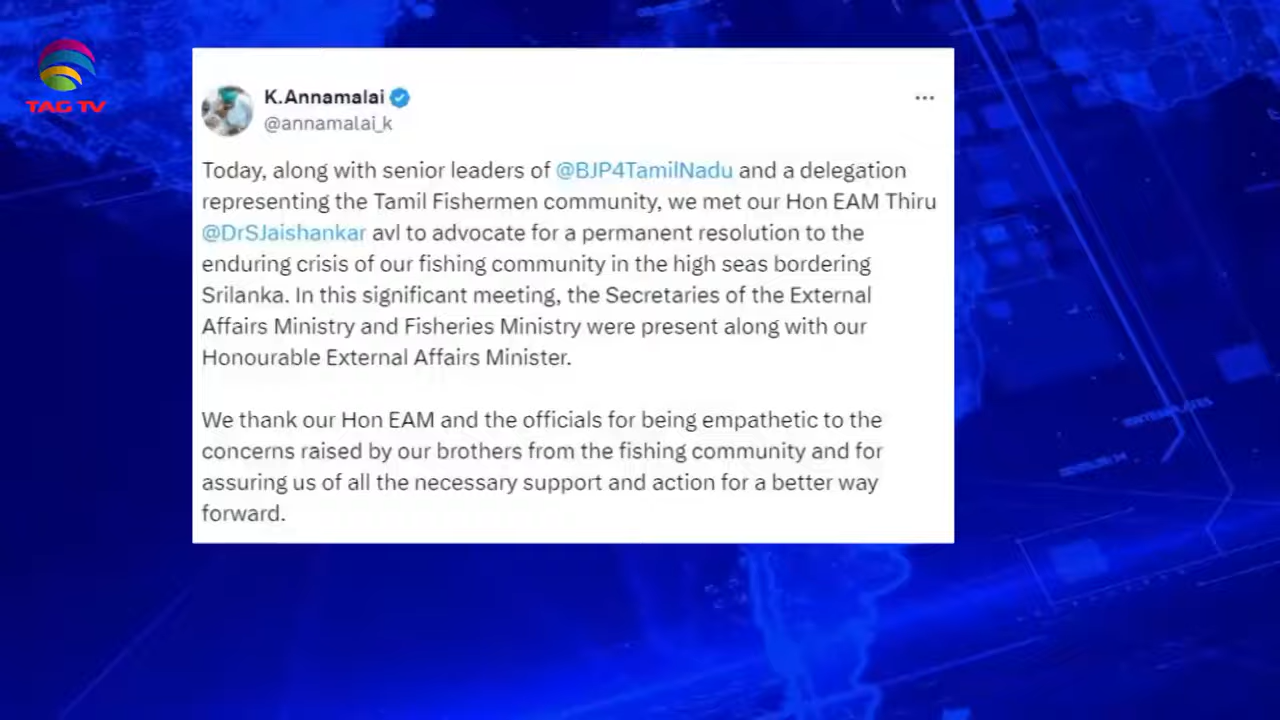 TAG TV
K.Annamalai
@annamalai_k
Today, along with senior leaders of @BJP4TamilNadu and a delegation
representing the Tamil Fishermen community, we met our Hon EAM Thiru
@DrSJaishankar avl to advocate for a permanent resolution to the
enduring crisis of our fishing community in the high seas bordering
Srilanka. In this significant meeting, the Secretaries of the External
Affairs Ministry and Fisheries Ministry were present along with our
Honourable External Affairs Minister.
We thank our Hon EAM and the officials for being empathetic to the
concerns raised by our brothers from the fishing community and for
assuring us of all the necessary support and action for a better way
forward.